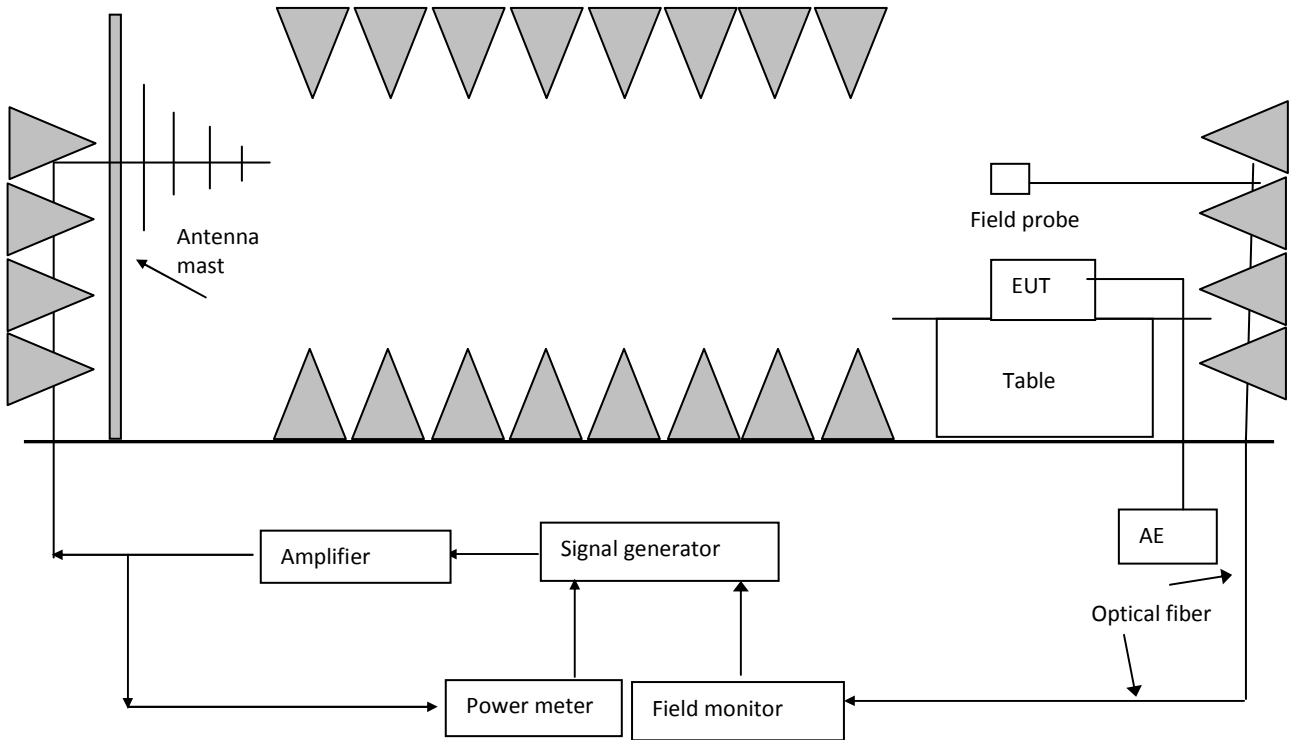 Antenna
mast
Field probe
EUT
Table
Amplifier
Signal generator
AE
Optical fiber
Power meter
Field monitor